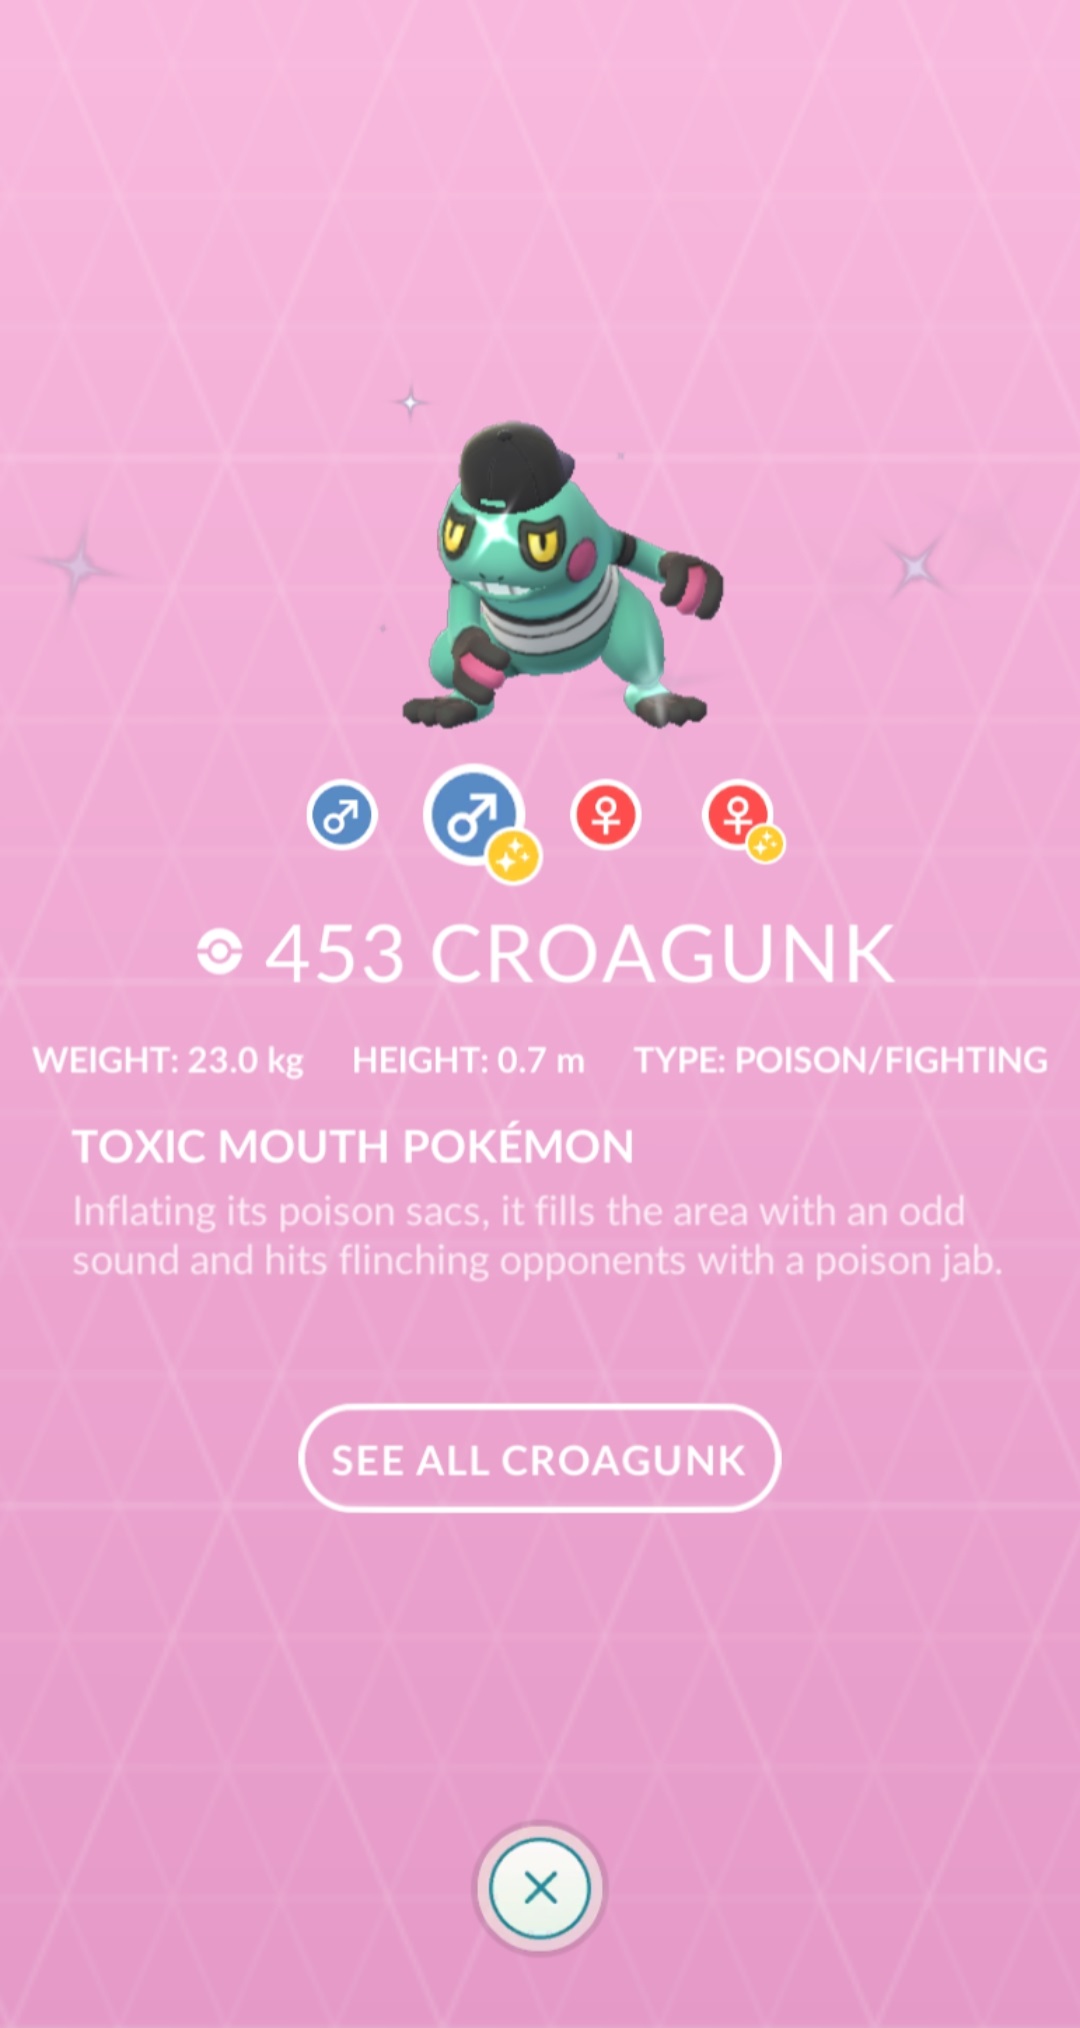 453 CROAGUNK
WEIGHT: 23.0 kg HEIGHT: 0.7 m TYPE: POISON/FIGHTING
TOXIC MOUTH POKÉMON
Inflating its poison sacs, it fills the area with an odd
sound and hits flinching opponents with a poison jab.
SEE ALL CROAGUNK